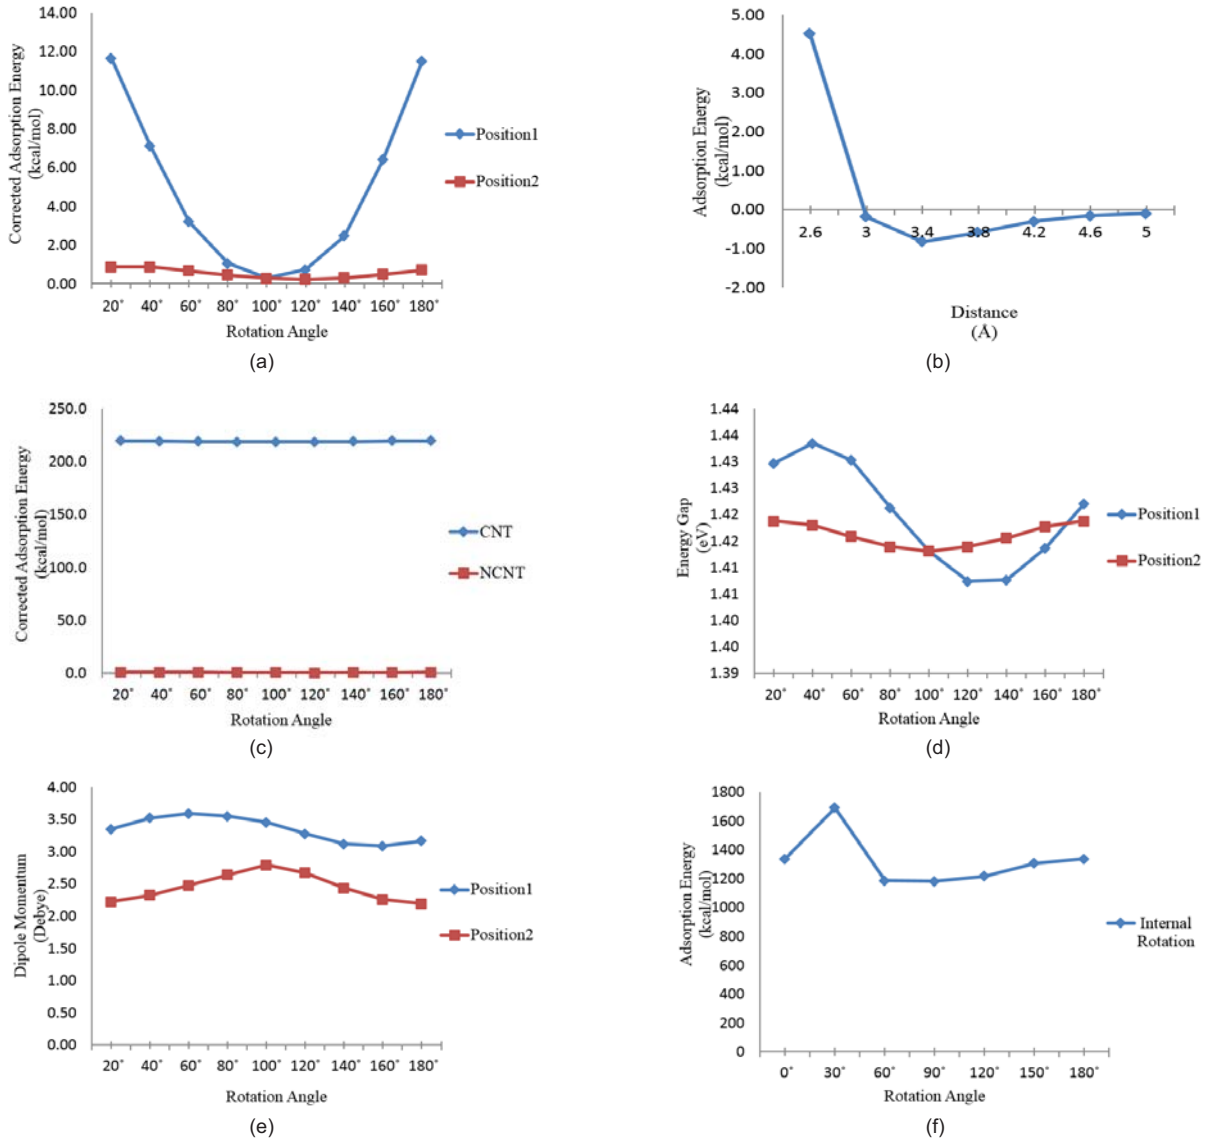 14.00
12.00
10.00
8.00
6.00
4.00
2.00
0.00
Corrected Adsorption Energy
(kcal/mol)
20˚ 40˚ 60˚ 80˚ 100˚ 120˚ 140˚ 160˚ 180˚
Rotation Angle
Position1
Position2
(a)
5.00
4.00
3.00
2.00
1.00
0.00
-1.00
-2.00
Adsorption Energy
(kcal/mol)
2.6 3 3.4 3.8 4.2 4.6 5
Distance
(Å)
(b)
250.0
200.0
150.0
100.0
50.0
0.0
Corrected Adsorption Energy
(kcal/mol)
20˚ 40˚ 60˚ 80˚ 100˚ 120˚ 140˚ 160˚ 180˚
Rotation Angle
CNT
NCNT
(c)
1.44
1.44
1.43
1.43
1.42
1.42
1.41
1.41
1.40
1.40
1.39
Energy Gap
(eV)
20˚ 40˚ 60˚ 80˚ 100˚ 120˚ 140˚ 160˚ 180˚
Rotation Angle
Position1
Position2
(d)
4.00
3.50
3.00
2.50
2.00
1.50
1.00
0.50
0.00
Dipole Momentum
(Debye)
20˚ 40˚ 60˚ 80˚ 100˚ 120˚ 140˚ 160˚ 180˚
Rotation Angle
Position1
Position2
(e)
1800
1600
1400
1200
1000
800
600
400
200
0
Adsorption Energy
(kcal/mol)
0˚ 30˚ 60˚ 90˚ 120˚ 150˚ 180˚
Rotation Angle
Internal
Rotation
(f)